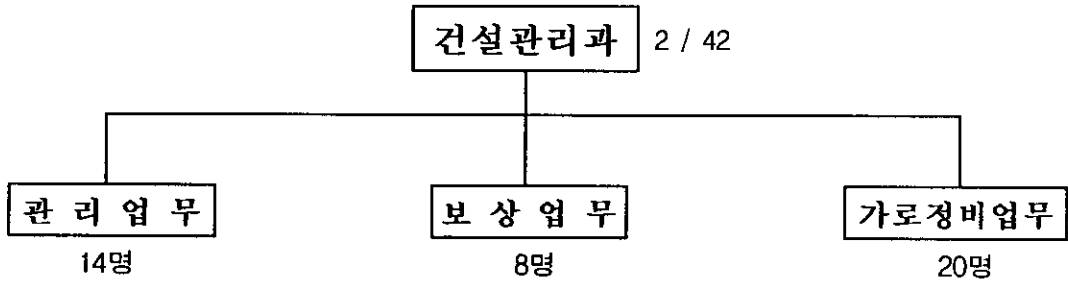 건설관리과 2 / 42
관 리 업 무 보 상 업 무 가로정비업무
14명 8명 20명